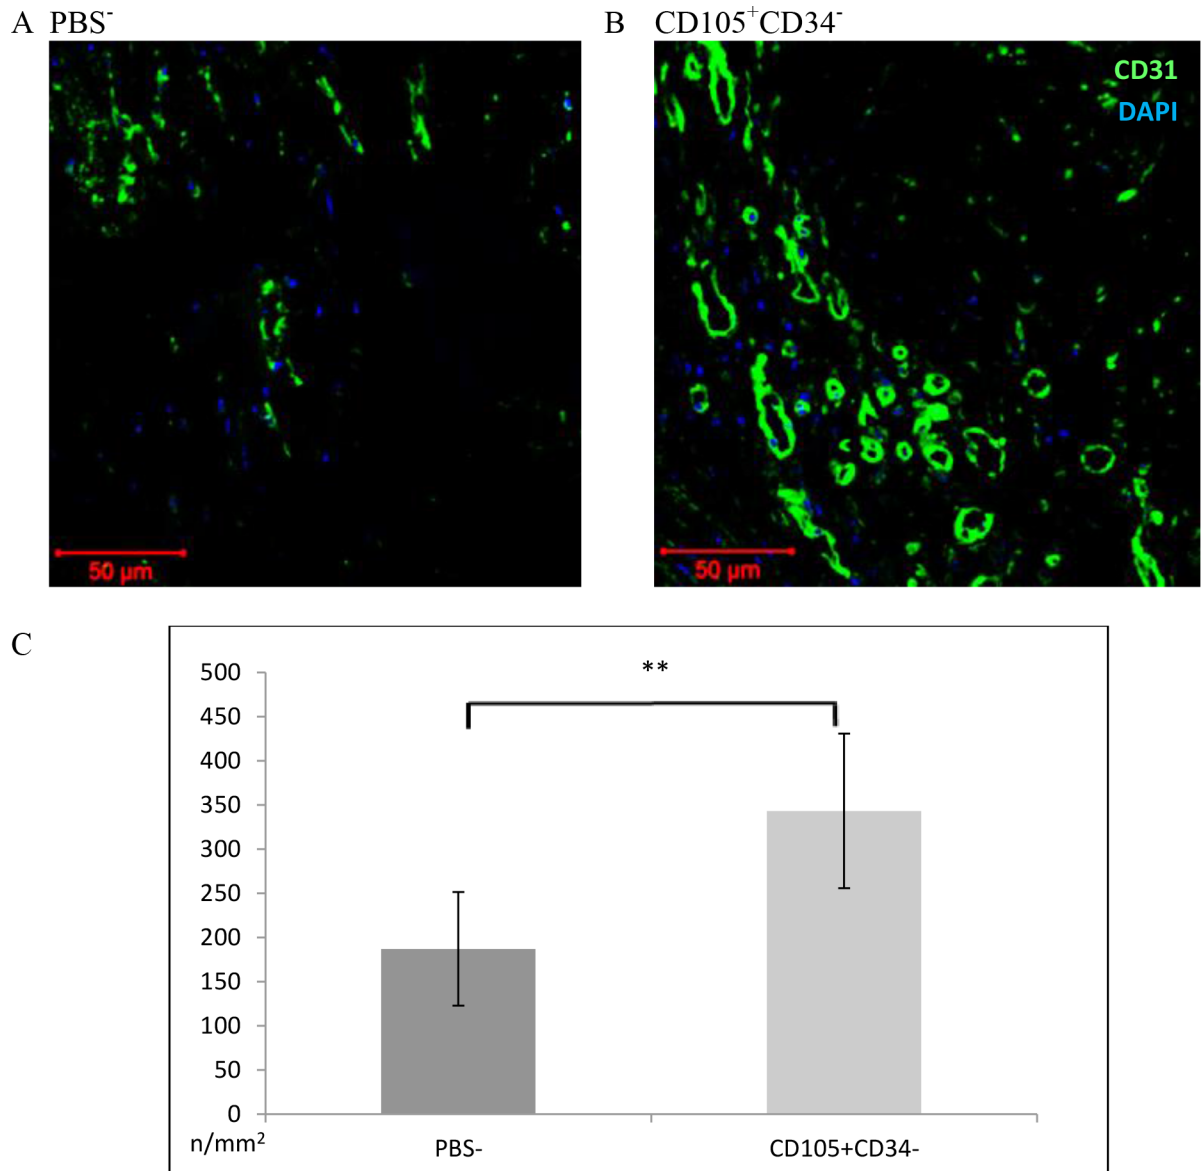 A PBS⁻
B CD105⁺CD34⁻
CD31
DAPI
50 µm
50 µm
C
**
500
450
400
350
300
250
200
150
100
50
0
n/mm²
PBS-
CD105+CD34-